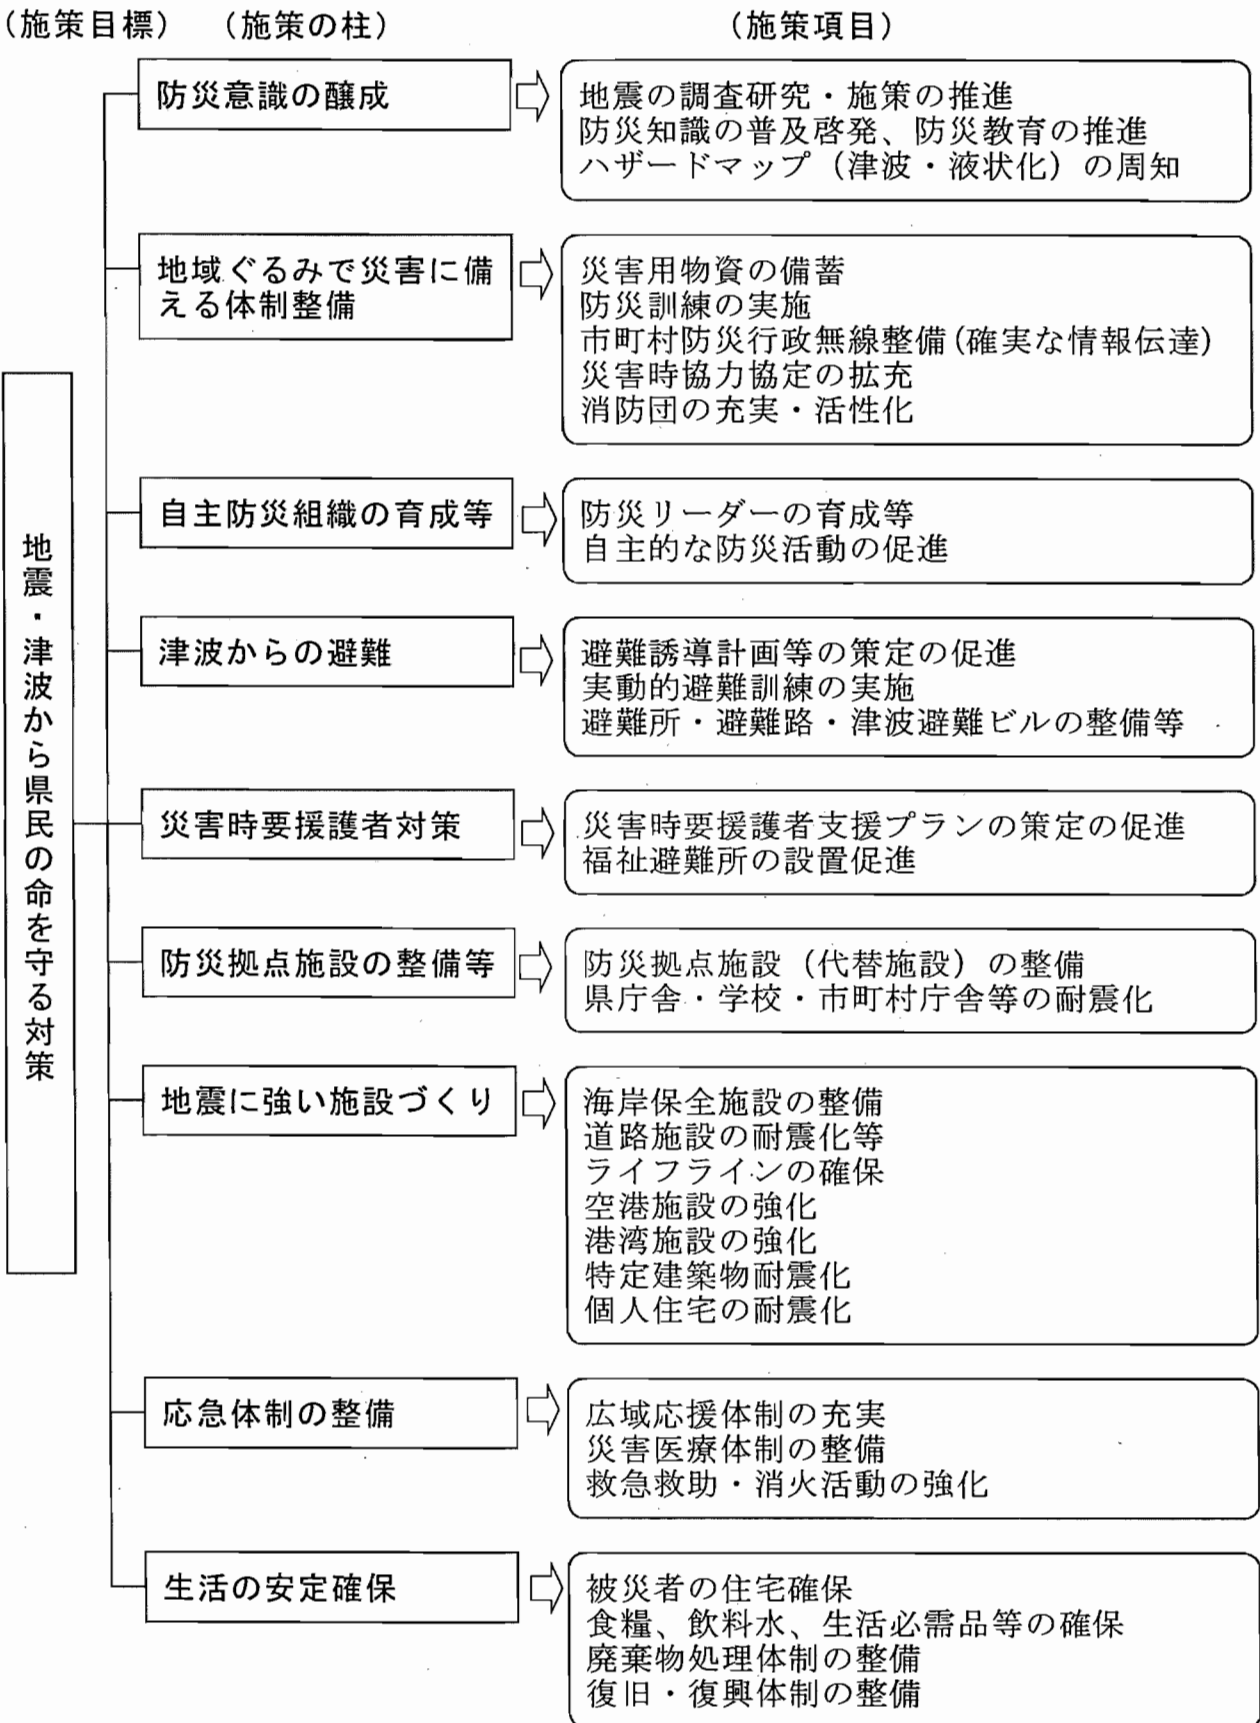 （施策目標）　（施策の柱）　（施策項目）
地震・津波から県民の命を守る対策
防災意識の醸成
地震の調査研究・施策の推進
防災知識の普及啓発、防災教育の推進
ハザードマップ（津波・液状化）の周知
地域ぐるみで災害に備
える体制整備
災害用物資の備蓄
防災訓練の実施
市町村防災行政無線整備(確実な情報伝達)
災害時協力協定の拡充
消防団の充実・活性化
自主防災組織の育成等
防災リーダーの育成等
自主的な防災活動の促進
津波からの避難
避難誘導計画等の策定の促進
実動的避難訓練の実施
避難所・避難路・津波避難ビルの整備等
災害時要援護者対策
災害時要援護者支援プランの策定の促進
福祉避難所の設置促進
防災拠点施設の整備等
防災拠点施設（代替施設）の整備
県庁舎・学校・市町村庁舎等の耐震化
地震に強い施設づくり
海岸保全施設の整備
道路施設の耐震化等
ライフラインの確保
空港施設の強化
港湾施設の強化
特定建築物耐震化
個人住宅の耐震化
応急体制の整備
広域応援体制の充実
災害医療体制の整備
救急救助・消火活動の強化
生活の安定確保
被災者の住宅確保
食糧、飲料水、生活必需品等の確保
廃棄物処理体制の整備
復旧・復興体制の整備